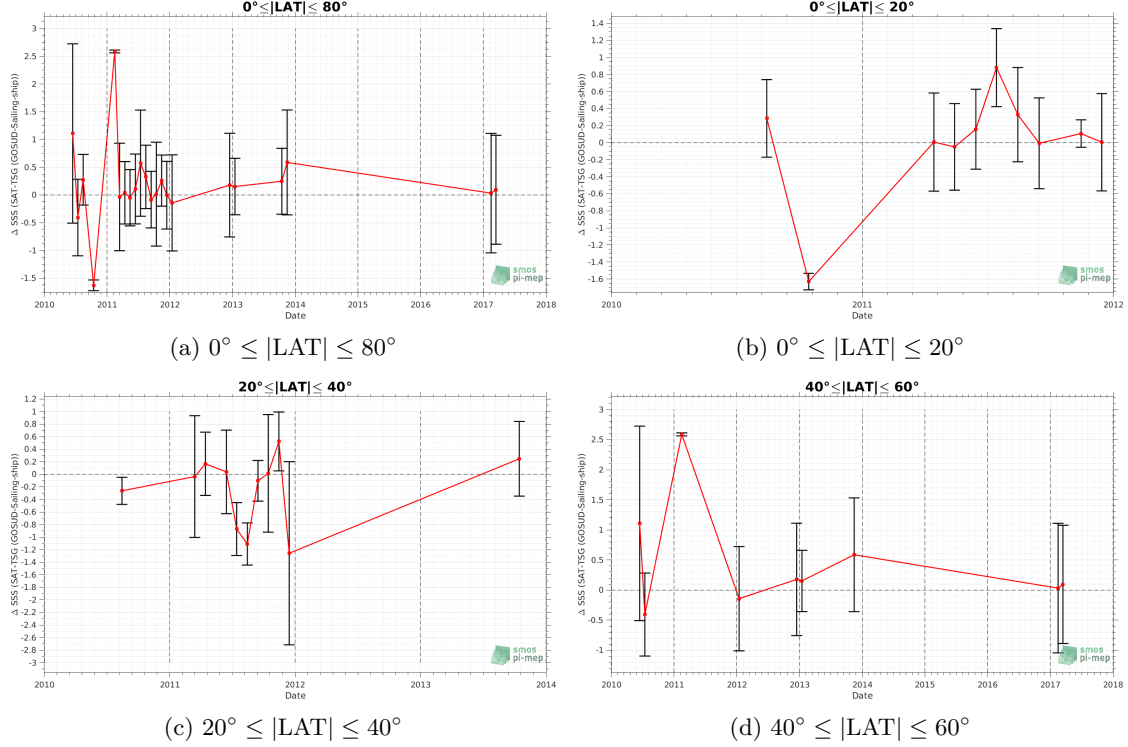 0°≤|LAT|≤ 80°
Δ SSS (SAT-TSG (GOSUD-Sailing-ship))
3
2.5
2
1.5
1
0.5
0
-0.5
-1
-1.5
2010 2011 2012 2013 2014 2015 2016 2017 2018
Date
smos
pi-mep
(a) 0° ≤ |LAT| ≤ 80°
0°≤|LAT|≤ 20°
Δ SSS (SAT-TSG (GOSUD-Sailing-ship))
1.4
1.2
1
0.8
0.6
0.4
0.2
0
-0.2
-0.4
-0.6
-0.8
-1
-1.2
-1.4
-1.6
2010 2011 2012
Date
smos
pi-mep
(b) 0° ≤ |LAT| ≤ 20°
20°≤|LAT|≤ 40°
Δ SSS (SAT-TSG (GOSUD-Sailing-ship))
1.2
1
0.8
0.6
0.4
0.2
0
-0.2
-0.4
-0.6
-0.8
-1
-1.2
-1.4
-1.6
-1.8
-2
-2.2
-2.4
-2.6
-2.8
-3
2010 2011 2012 2013 2014
Date
smos
pi-mep
(c) 20° ≤ |LAT| ≤ 40°
40°≤|LAT|≤ 60°
Δ SSS (SAT-TSG (GOSUD-Sailing-ship))
3
2.5
2
1.5
1
0.5
0
-0.5
-1
2010 2011 2012 2013 2014 2015 2016 2017 2018
Date
smos
pi-mep
(d) 40° ≤ |LAT| ≤ 60°